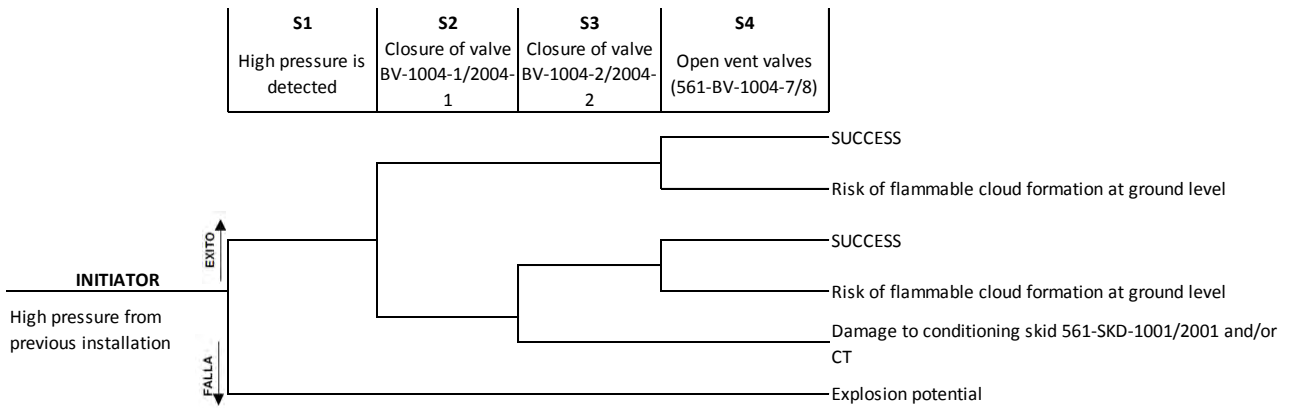 S1
High pressure is
detected
S2
Closure of valve
BV-1004-1/2004-
1
S3
Closure of valve
BV-1004-2/2004-
2
S4
Open vent valves
(561-BV-1004-7/8)
SUCCESS
Risk of flammable cloud formation at ground level
EXITO
SUCCESS
INITIATOR
Risk of flammable cloud formation at ground level
High pressure from
previous installation
Damage to conditioning skid 561-SKD-1001/2001 and/or
CT
FALLA
Explosion potential